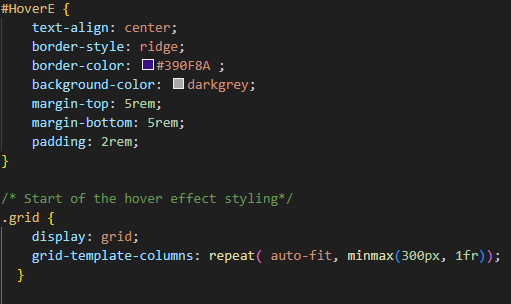 #HoverE {
text-align: center;
border-style: ridge;
border-color: #390F8A ;
background-color: darkgrey;
margin-top: 5rem;
margin-bottom: 5rem;
padding: 2rem;
}
/* Start of the hover effect styling*/
.grid {
display: grid;
grid-template-columns: repeat( auto-fit, minmax(300px, 1fr));
}